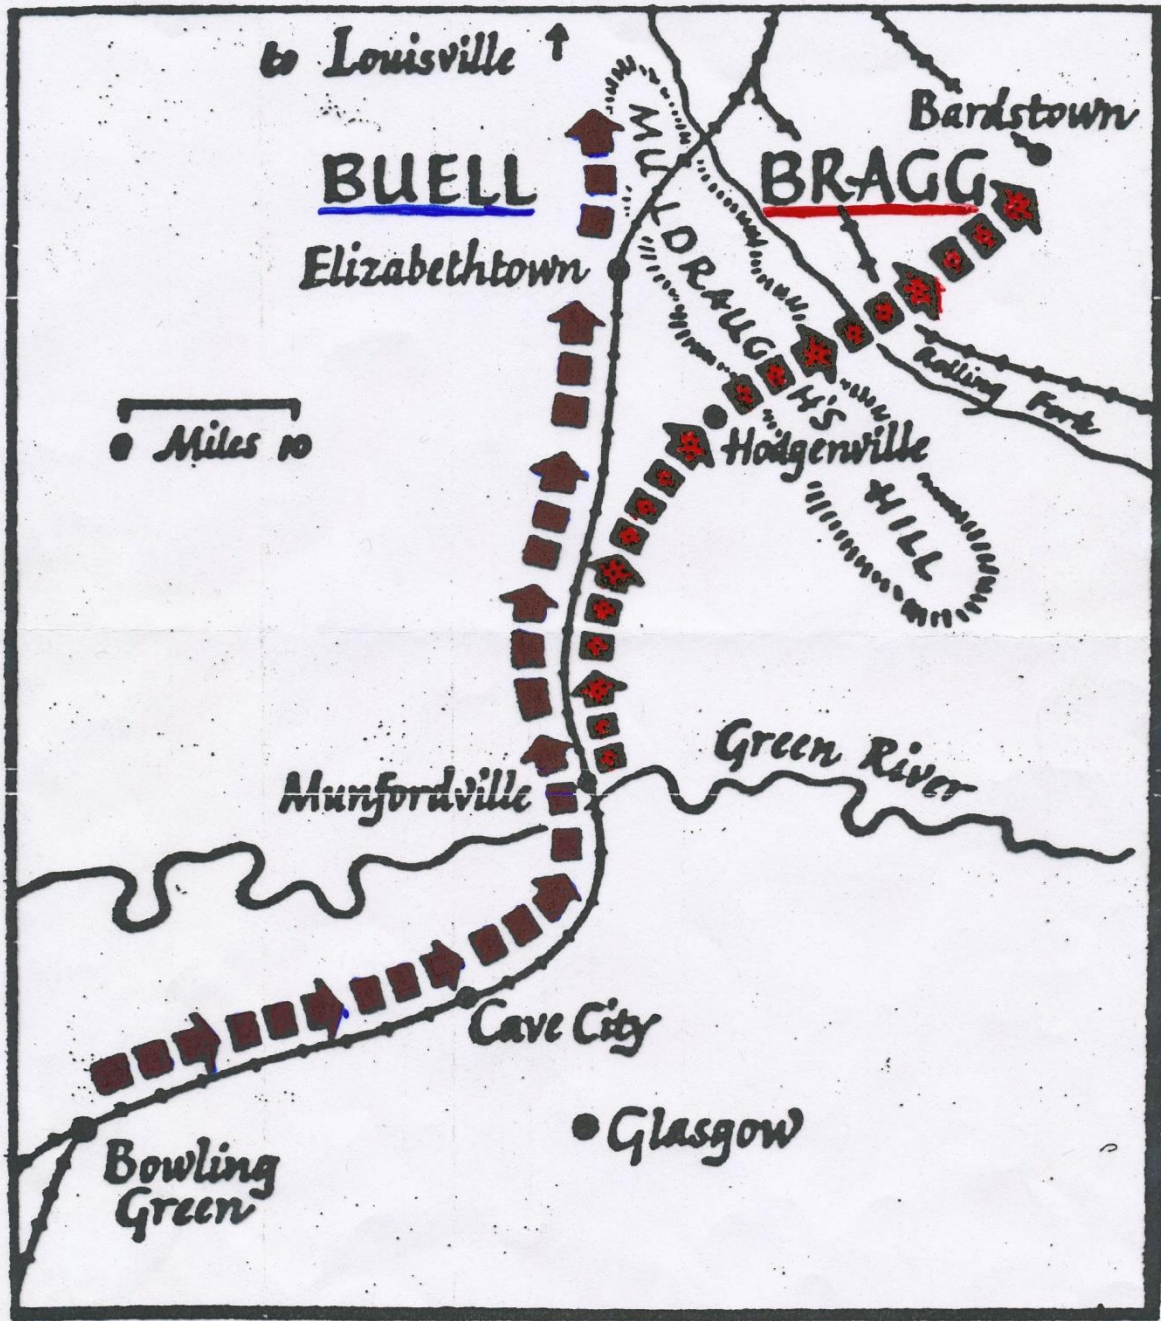 to Louisville
Bardstown
BUELL
BRAGG
MULDRAUGH'S HILL
Elizabethtown
Rolling Fork
0 Miles 10
Hodgenville
Green River
Munfordville
Cave City
Glasgow
Bowling
Green